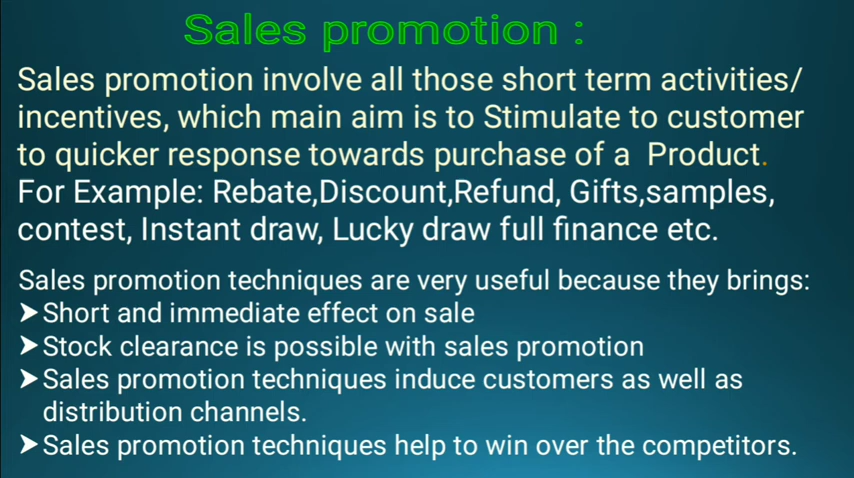 Sales promotion :
Sales promotion involve all those short term activities/
incentives, which main aim is to Stimulate to customer
to quicker response towards purchase of a Product.
For Example: Rebate,Discount,Refund, Gifts,samples,
contest, Instant draw, Lucky draw full finance etc.
Sales promotion techniques are very useful because they brings:
➤Short and immediate effect on sale
➤Stock clearance is possible with sales promotion
➤Sales promotion techniques induce customers as well as
distribution channels.
➤Sales promotion techniques help to win over the competitors.